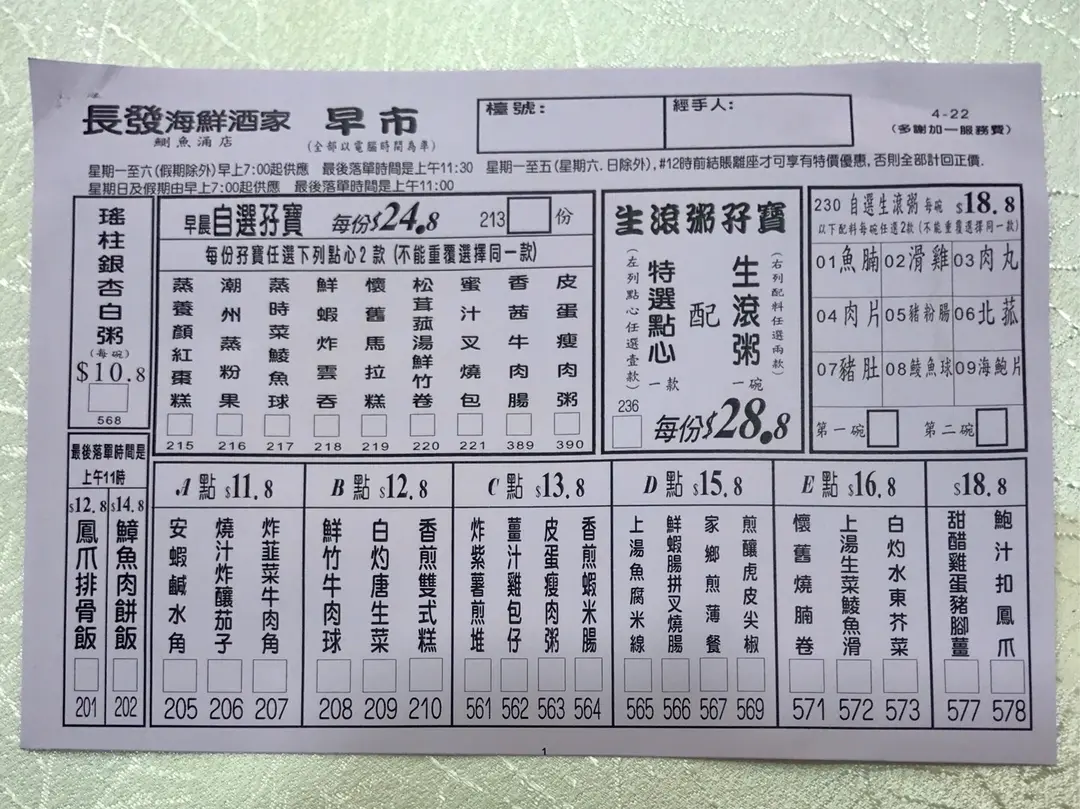 長發海鮮酒家 早市
鰂魚涌店
(全部以電腦時間為準)
檯號:
經手人:
4-22
(多謝加一服務費)
星期一至六(假期除外)早上7:00起供應 最後落單時間是上午11:30 星期一至五(星期六.日除外),#12時前結賬離座才可享有特價優惠,否則全部計回正價.
星期日及假期由早上7:00起供應 最後落單時間是上午11:00
瑤柱銀杏白粥
(每碗)
$10.8
568
早晨自選孖寶 每份$24.8 213 份
每份孖寶任選下列點心2款(不能重覆選擇同一款)
蒸養顏紅棗糕
215
潮州蒸粉果
216
蒸時菜鯪魚球
217
鮮蝦炸雲吞
218
懷舊馬拉糕
219
松茸菰湯鮮竹卷
220
蜜汁叉燒包
221
香茜牛肉腸
389
皮蛋瘦肉粥
390
生滾粥孖寶
(左列點心任選壹款)
特選點心
一款
配
生滾粥
一碗
(右列配料任選兩款)
236
每份$28.8
230 自選生滾粥 每碗 $18.8
以下配料每碗任選2款(不能重覆選擇同一款)
01魚腩 02滑雞 03肉丸
04肉片 05豬粉腸 06北菰
07豬肚 08鯪魚球 09海鮑片
第一碗 第二碗
最後落單時間是
上午11時
$12.8
鳳爪排骨飯
201
$14.8
鱆魚肉餅飯
202
A 點 $11.8
安蝦鹹水角
205
燒汁炸釀茄子
206
炸韮菜牛肉角
207
B 點 $12.8
鮮竹牛肉球
208
白灼唐生菜
209
香煎雙式糕
210
C 點 $13.8
炸紫薯煎堆
561
薑汁雞包仔
562
皮蛋瘦肉粥
563
香煎蝦米腸
564
D 點 $15.8
上湯魚腐米線
565
鮮蝦腸拼叉燒腸
566
家鄉煎薄餐
567
煎釀虎皮尖椒
569
E 點 $16.8
懷舊燒腩卷
571
上湯生菜鯪魚滑
572
白灼水東芥菜
573
$18.8
甜醋雞蛋豬腳薑
577
鮑汁扣鳳爪
578
1